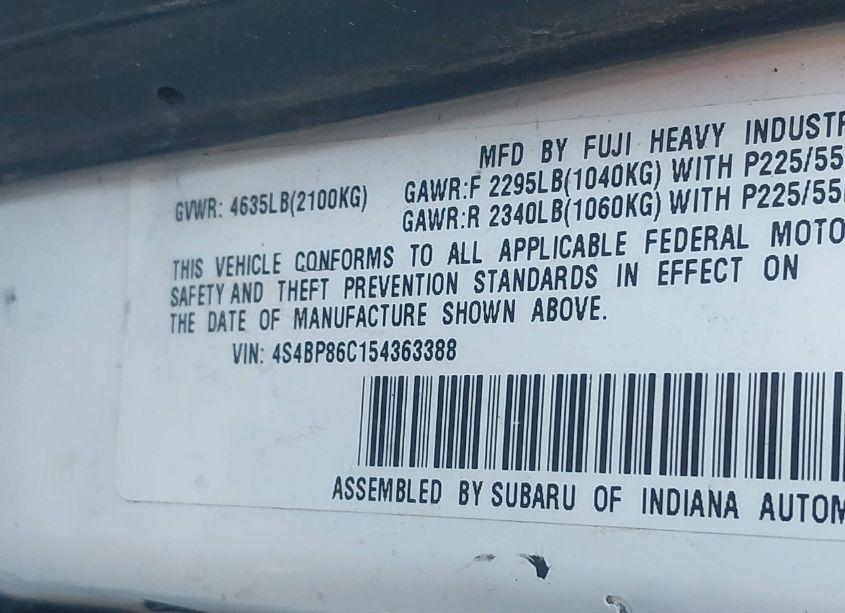 MFD BY FUJI HEAVY INDUSTR
GVWR: 4635LB(2100KG)
GAWR:F 2295LB(1040KG) WITH P225/55
GAWR:R 2340LB(1060KG) WITH P225/55
THIS VEHICLE CONFORMS TO ALL APPLICABLE FEDERAL MOTO
SAFETY AND THEFT PREVENTION STANDARDS IN EFFECT ON
THE DATE OF MANUFACTURE SHOWN ABOVE.
VIN: 4S4BP86C154363388
ASSEMBLED BY SUBARU OF INDIANA AUTOM